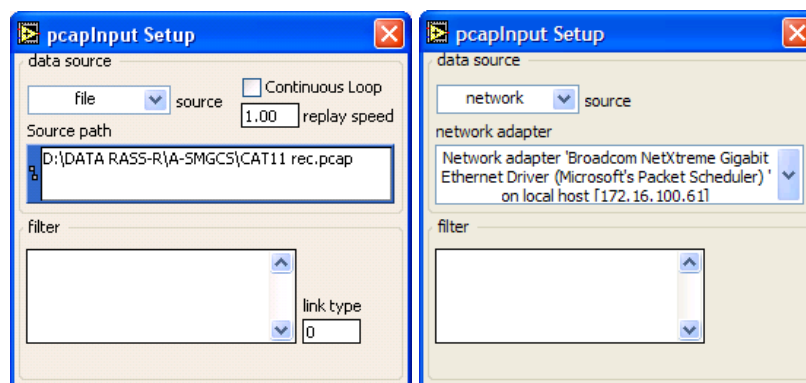 pcapInput Setup
data source
file
source
Continuous Loop
1.00
replay speed
Source path
D:\DATA RASS-R\A-SMGCS\CAT11 rec.pcap
filter
link type
0
pcapInput Setup
data source
network
source
network adapter
Network adapter 'Broadcom NetXtreme Gigabit
Ethernet Driver (Microsoft's Packet Scheduler) '
on local host [172.16.100.61]
filter